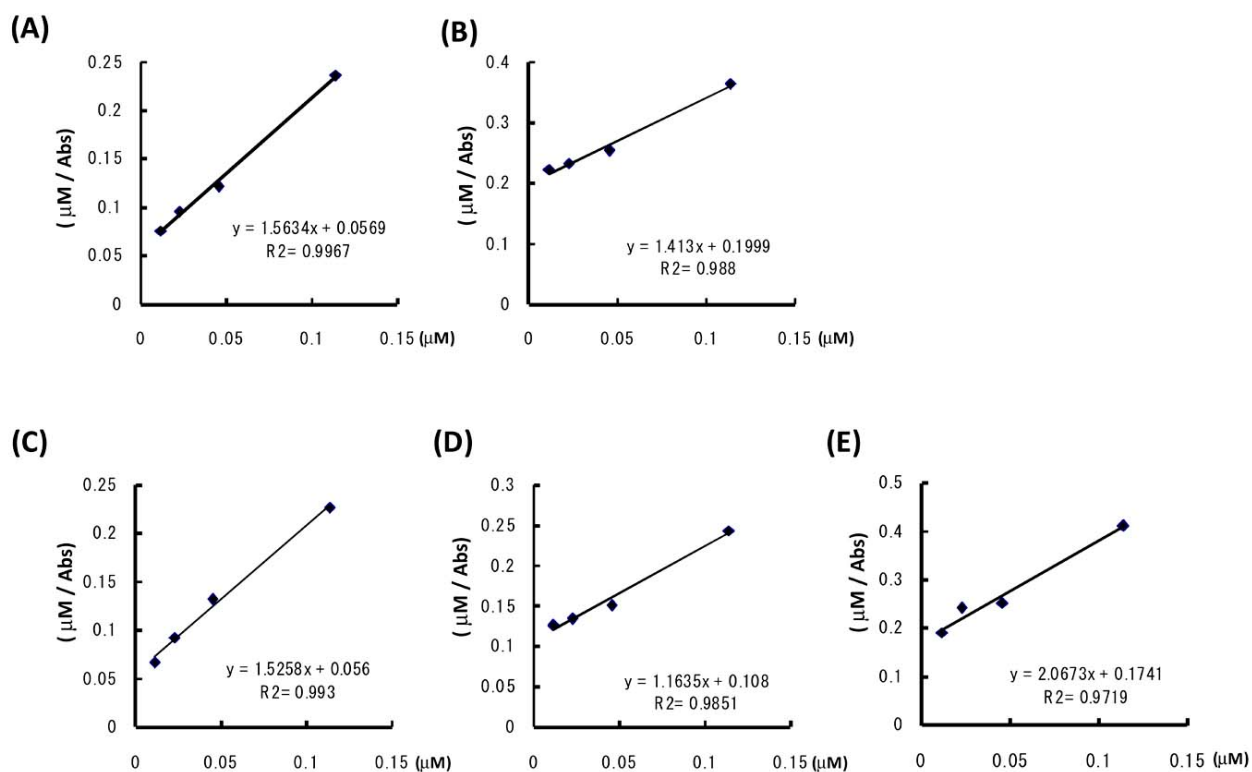 (A)
( μM / Abs)
0.25
0.2
0.15
0.1
0.05
0
y = 1.5634x + 0.0569
R2= 0.9967
0 0.05 0.1 0.15 (μM)
(B)
( μM / Abs)
0.4
0.3
0.2
0.1
0
y = 1.413x + 0.1999
R2= 0.988
0 0.05 0.1 0.15 (μM)
(C)
( μM / Abs)
0.25
0.2
0.15
0.1
0.05
0
y = 1.5258x + 0.056
R2= 0.993
0 0.05 0.1 0.15 (μM)
(D)
( μM / Abs)
0.3
0.25
0.2
0.15
0.1
0.05
0
y = 1.1635x + 0.108
R2= 0.9851
0 0.05 0.1 0.15 (μM)
(E)
( μM / Abs)
0.5
0.4
0.3
0.2
0.1
0
y = 2.0673x + 0.1741
R2= 0.9719
0 0.05 0.1 0.15 (μM)